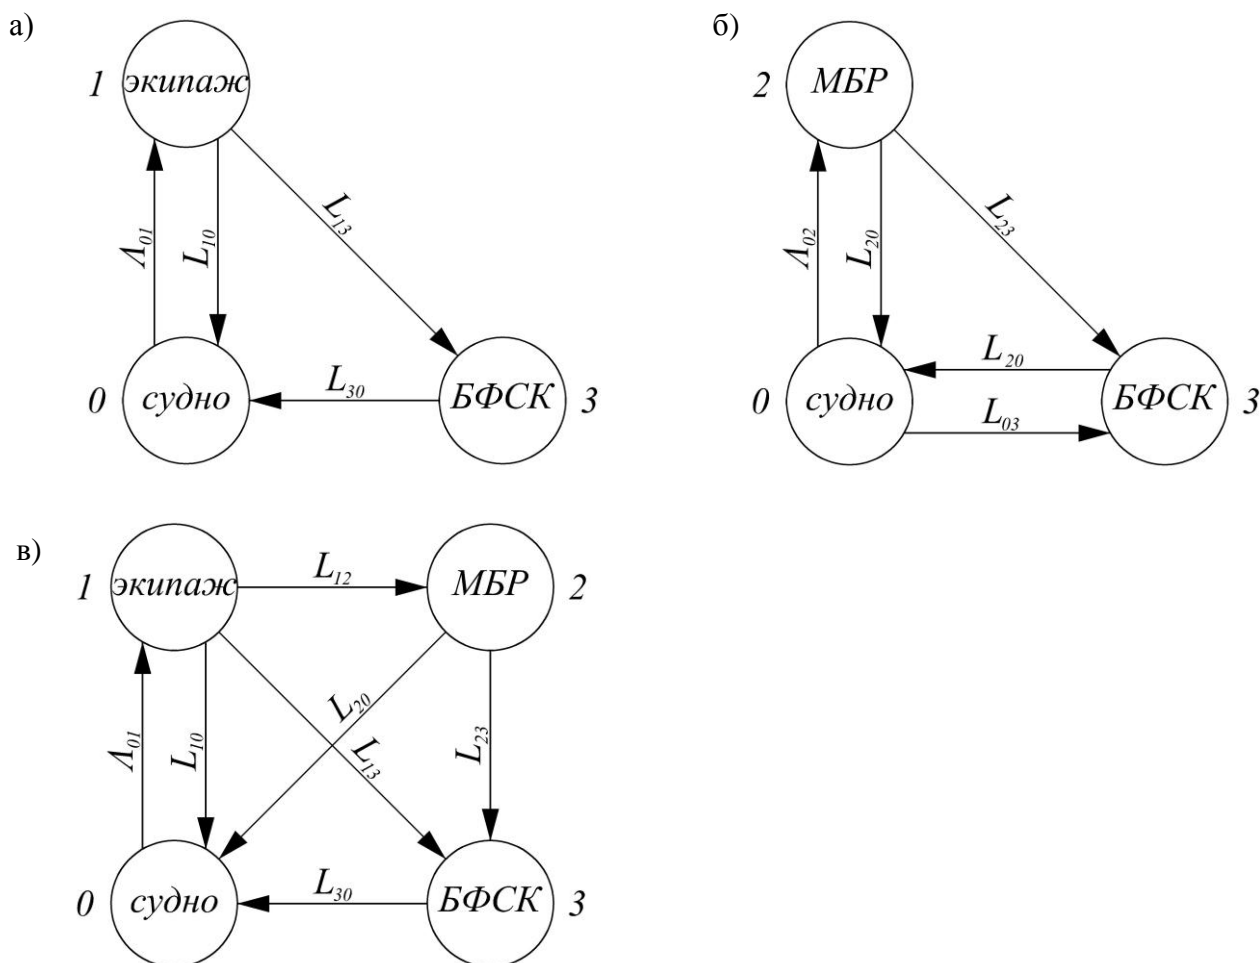 а)
1 экипаж
Λ₀₁
L₁₀
L₁₃
L₃₀
0 судно
БФСК 3
б)
2 МБР
Λ₀₂
L₂₀
L₂₃
L₂₀
L₀₃
0 судно
БФСК 3
в)
1 экипаж
L₁₂
МБР 2
Λ₀₁
L₁₀
L₂₀
L₁₃
L₂₃
L₃₀
0 судно
БФСК 3